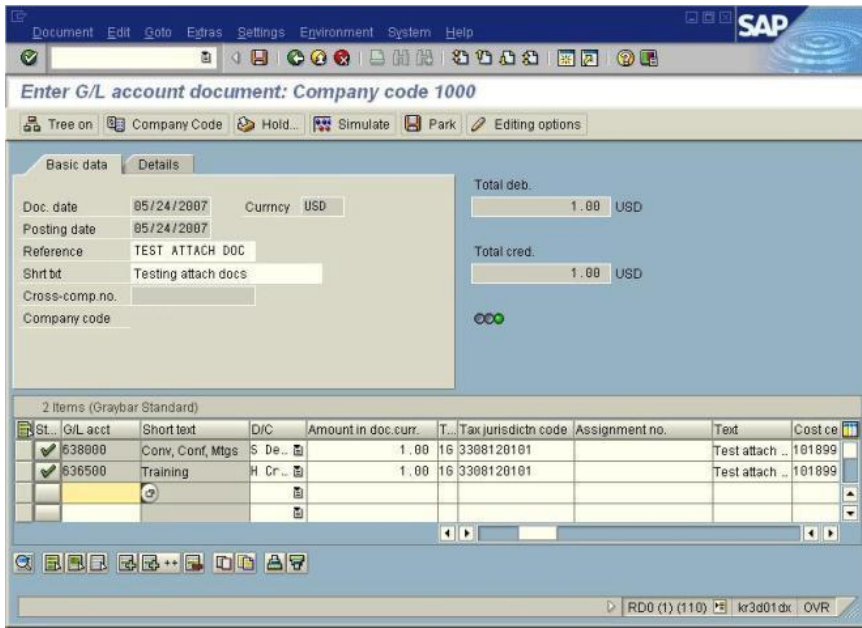 Document Edit Goto Extras Settings Environment System Help
SAP
Enter G/L account document: Company code 1000
Tree on Company Code Hold... Simulate Park Editing options
Basic data Details
Total deb.
Doc. date 05/24/2007 Currncy USD 1.00 USD
Posting date 05/24/2007
Reference TEST ATTACH DOC Total cred.
Shrt txt Testing attach docs 1.00 USD
Cross-comp.no.
Company code
2 Items (Graybar Standard)
St... G/L acct Short text D/C Amount in doc.curr. T... Tax jurisdictn code Assignment no. Text Cost ce
638000 Conv, Conf, Mtgs S De.. 1.00 16 3308120101 Test attach .. 101899
636500 Training H Cr.. 1.00 16 3308120101 Test attach .. 101899
RD0 (1) (110) kr3d01dx OVR